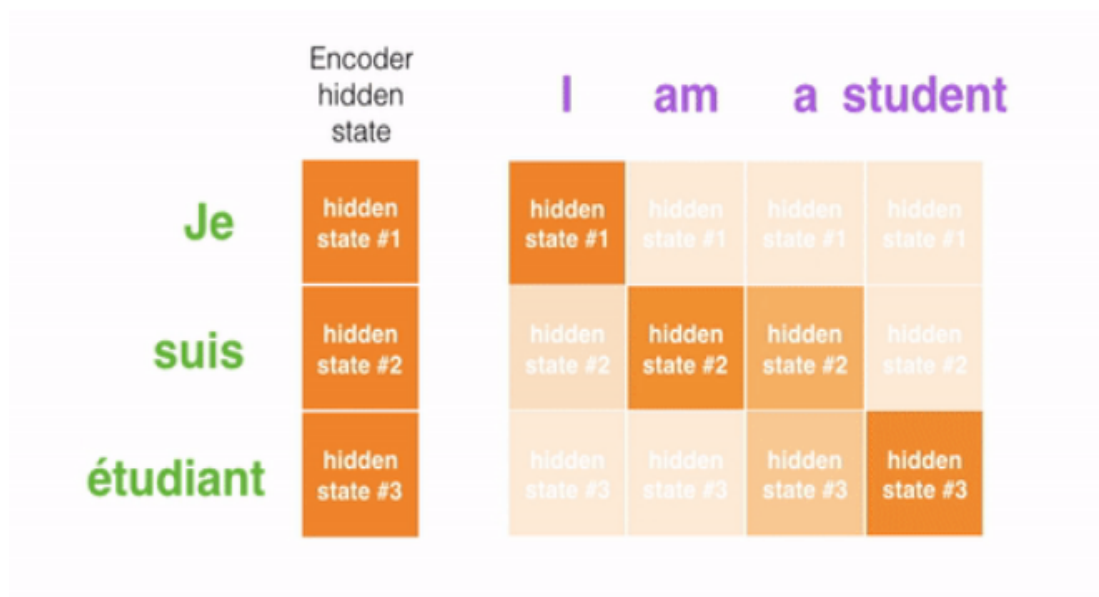 Encoder
hidden
state
I am a student
Je
hidden
state #1
hidden
state #1
hidden
state #1
hidden
state #1
hidden
state #1
suis
hidden
state #2
hidden
state #2
hidden
state #2
hidden
state #2
hidden
state #2
étudiant
hidden
state #3
hidden
state #3
hidden
state #3
hidden
state #3
hidden
state #3